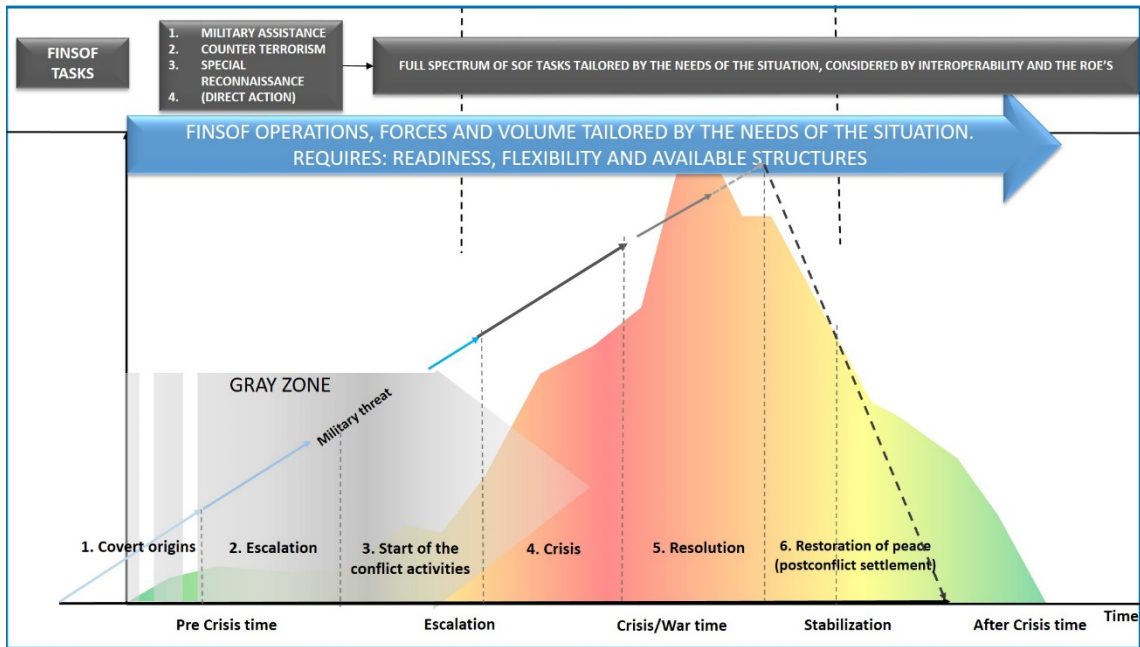 FINSOF
TASKS
1. MILITARY ASSISTANCE
2. COUNTER TERRORISM
3. SPECIAL
RECONNAISSANCE
4. (DIRECT ACTION)
FULL SPECTRUM OF SOF TASKS TAILORED BY THE NEEDS OF THE SITUATION, CONSIDERED BY INTEROPERABILITY AND THE ROE'S
FINSOF OPERATIONS, FORCES AND VOLUME TAILORED BY THE NEEDS OF THE SITUATION.
REQUIRES: READINESS, FLEXIBILITY AND AVAILABLE STRUCTURES
GRAY ZONE
Military threat
1. Covert origins
2. Escalation
3. Start of the
conflict activities
4. Crisis
5. Resolution
6. Restoration of peace
(postconflict settlement)
Time
Pre Crisis time
Escalation
Crisis/War time
Stabilization
After Crisis time